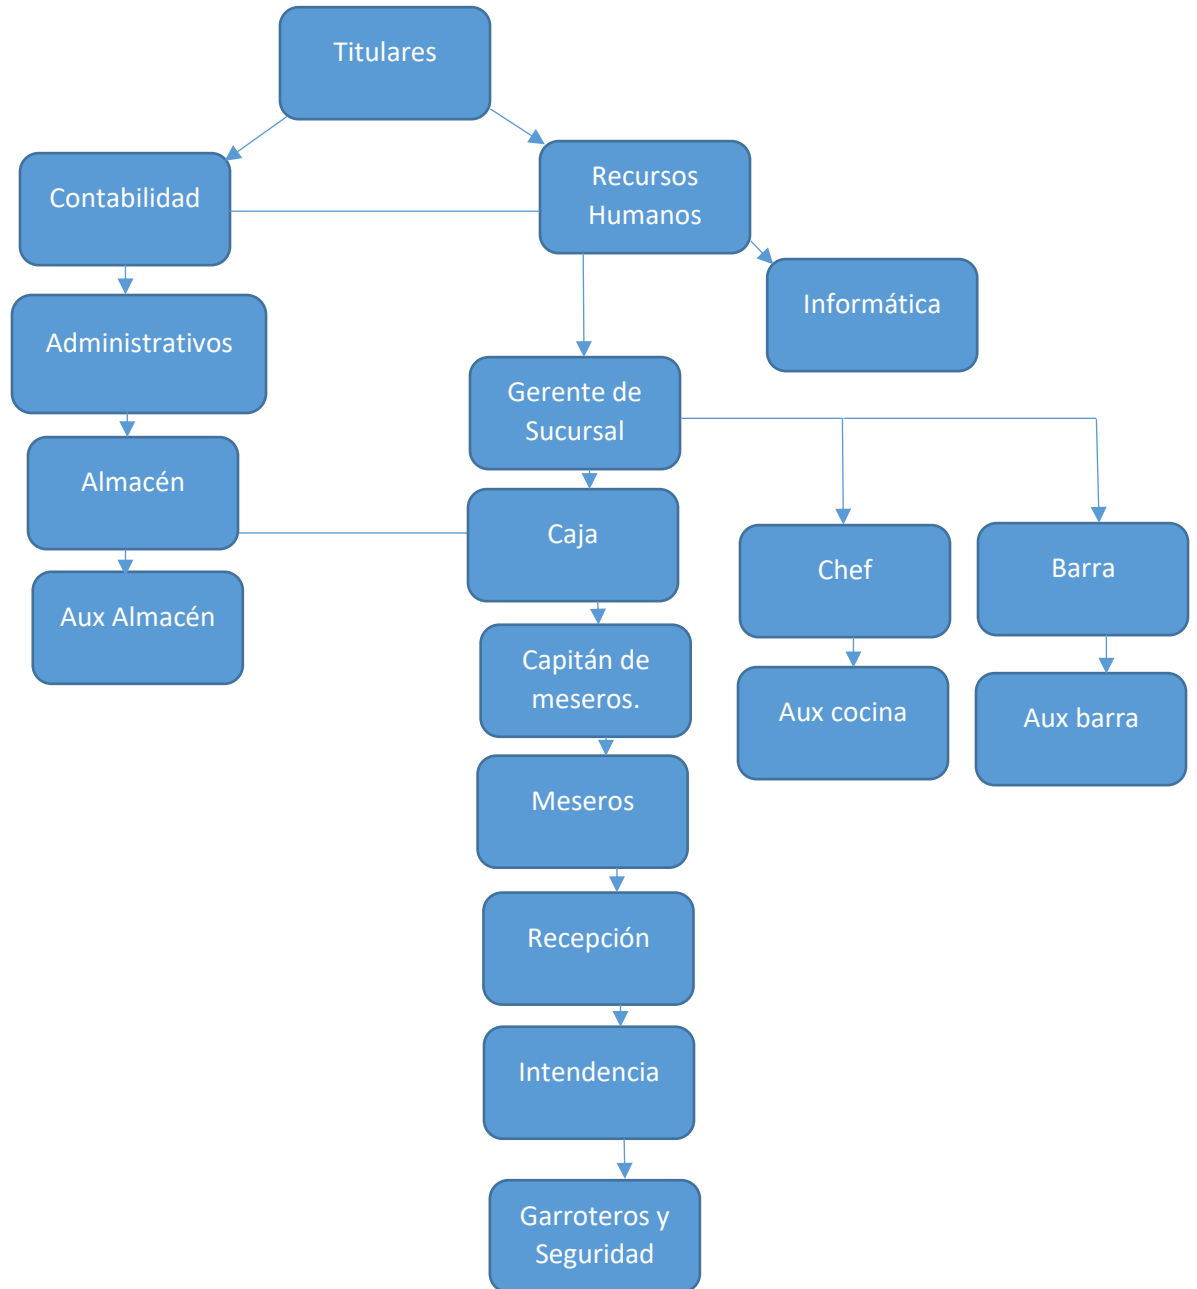 Titulares
Contabilidad
Recursos
Humanos
Informática
Administrativos
Gerente de
Sucursal
Almacén
Caja
Chef
Barra
Aux Almacén
Capitán de
meseros.
Aux cocina
Aux barra
Meseros
Recepción
Intendencia
Garroteros y
Seguridad